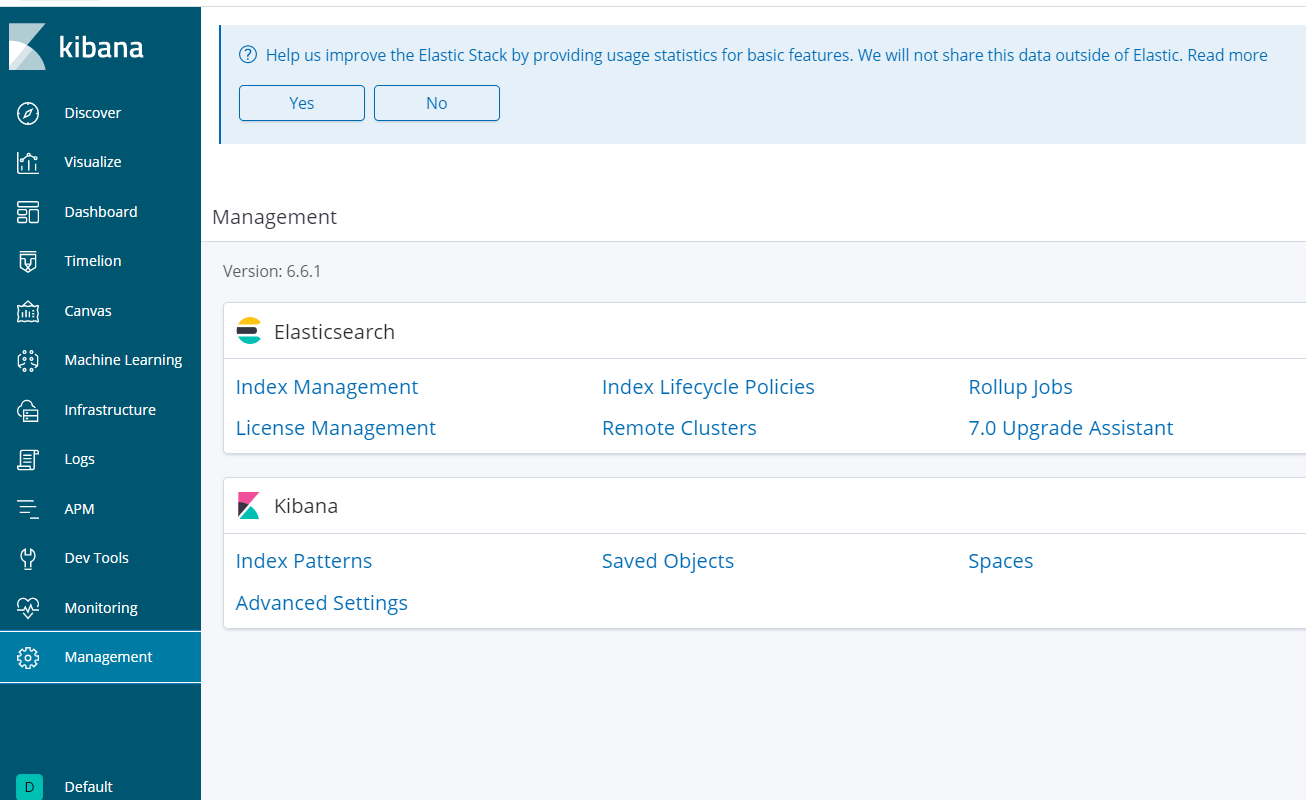 kibana
Discover
Visualize
Dashboard
Timelion
Canvas
Machine Learning
Infrastructure
Logs
APM
Dev Tools
Monitoring
Management
D Default
Help us improve the Elastic Stack by providing usage statistics for basic features. We will not share this data outside of Elastic. Read more
Yes No
Management
Version: 6.6.1
Elasticsearch
Index Management Index Lifecycle Policies Rollup Jobs
License Management Remote Clusters 7.0 Upgrade Assistant
Kibana
Index Patterns Saved Objects Spaces
Advanced Settings